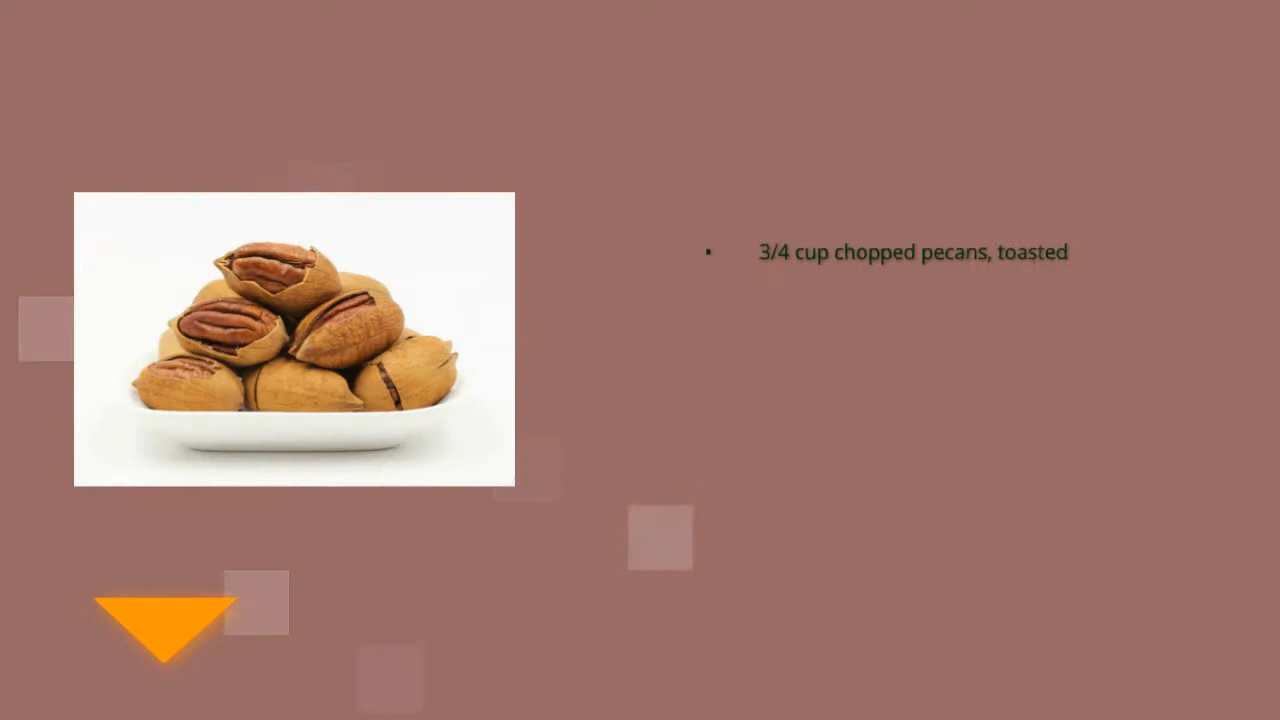 • 3/4 cup chopped pecans, toasted